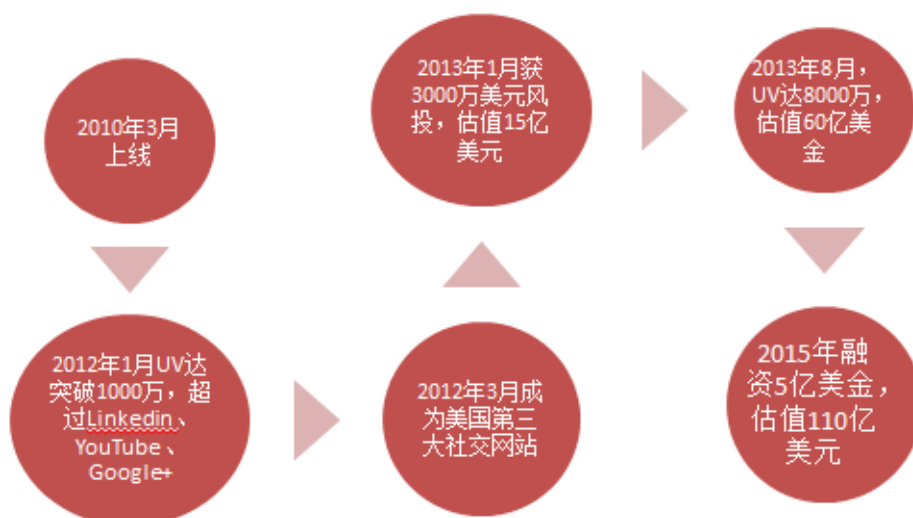 2010年3月
上线
2012年1月UV达
突破1000万，超
过Linkedin、
YouTube、
Google+
2012年3月成
为美国第三
大社交网站
2013年1月获
3000万美元风
投，估值15亿
美元
2013年8月，
UV达8000万，
估值60亿美
金
2015年融
资5亿美金，
估值110亿
美元